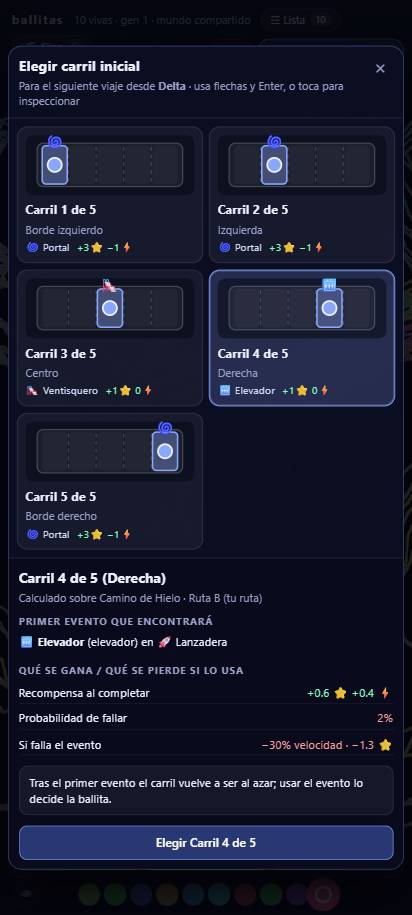 ballitas 10 vivas · gen 1 · mundo compartido ☰ Lista 10
Elegir carril inicial ✕
Para el siguiente viaje desde Delta · usa flechas y Enter, o toca para
inspeccionar
Carril 1 de 5
Borde izquierdo
Portal +3 −1
Carril 2 de 5
Izquierda
Portal +3 −1
Carril 3 de 5
Centro
Ventisquero +1 0
Carril 4 de 5
Derecha
Elevador +1 0
Carril 5 de 5
Borde derecho
Portal +3 −1
Carril 4 de 5 (Derecha)
Calculado sobre Camino de Hielo · Ruta B (tu ruta)
PRIMER EVENTO QUE ENCONTRARÁ
Elevador (elevador) en 🚀 Lanzadera
QUÉ SE GANA / QUÉ SE PIERDE SI LO USA
Recompensa al completar +0.6 ⭐ +0.4 ⚡
Probabilidad de fallar 2%
Si falla el evento −30% velocidad · −1.3 ⭐
Tras el primer evento el carril vuelve a ser al azar; usar el evento lo
decide la ballita.
Elegir Carril 4 de 5